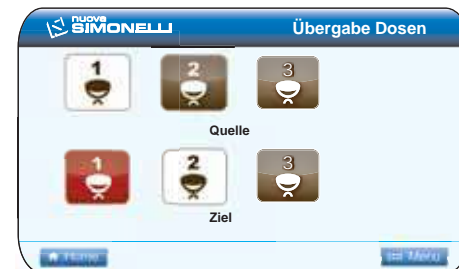 nuova
SIMONELLI
Übergabe Dosen
1 2 3
Quelle
1 2 3
Ziel
Home
Menu